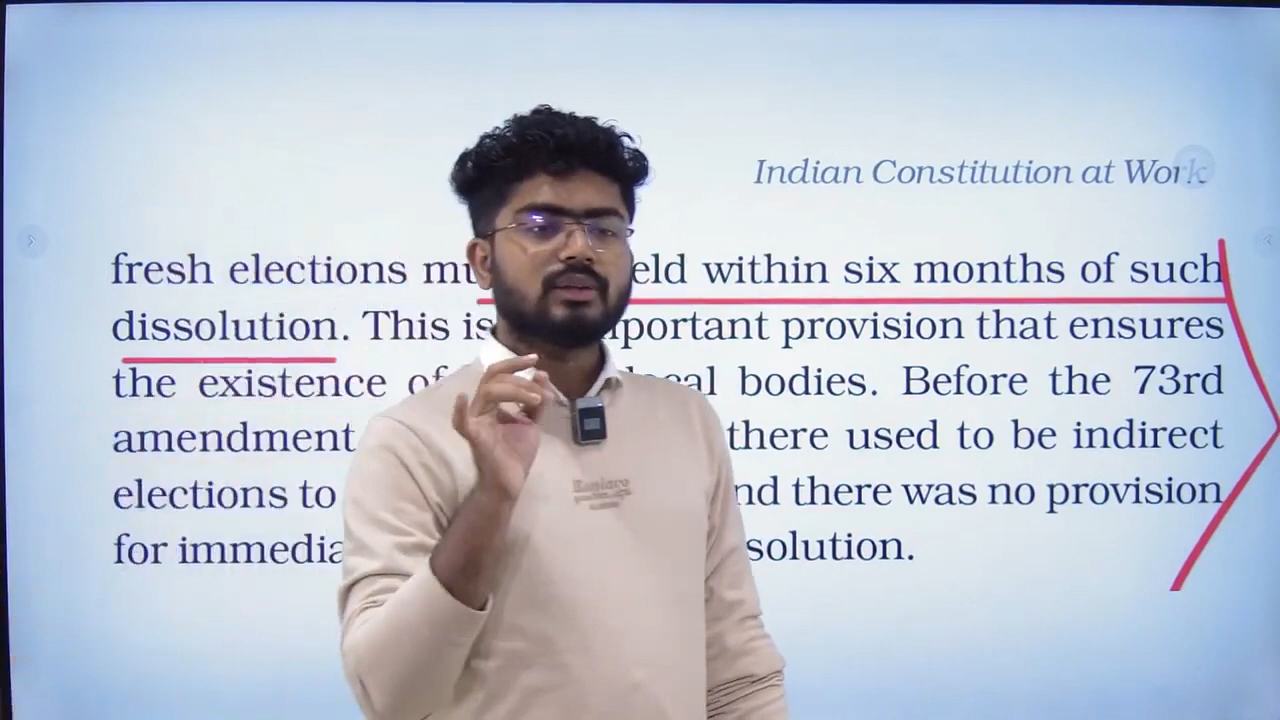 Indian Constitution at Work
fresh elections eld within six months of such
dissolution. This is portant provision that ensures
the existence of local bodies. Before the 73rd
amendment there used to be indirect
elections to nd there was no provision
for immedia solution.